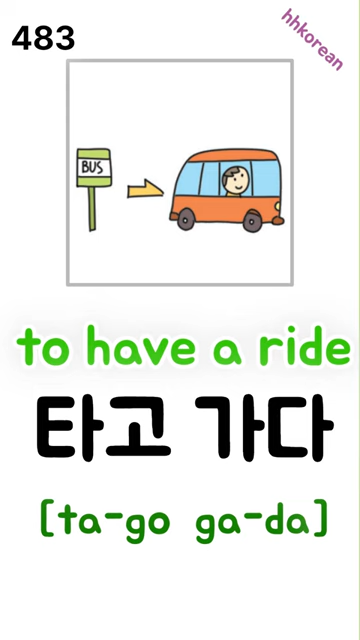 483
hhkorean
BUS
to have a ride
타고 가다
[ta-go ga-da]